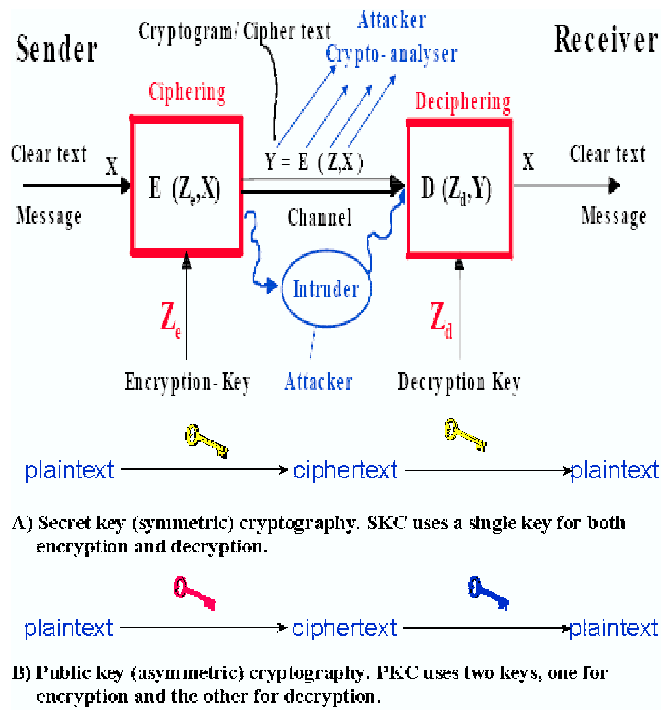 Sender
Cryptogram/ Cipher text
Attacker
Crypto- analyser
Receiver
Ciphering
Deciphering
Clear text
X
Message
E (Ze,X)
Y = E (Z,X)
Channel
D (Zd,Y)
X
Clear text
Message
Intruder
Ze
Zd
Encryption- Key
Attacker
Decryption Key
plaintext
ciphertext
plaintext
A) Secret key (symmetric) cryptography. SKC uses a single key for both
encryption and decryption.
plaintext
ciphertext
plaintext
B) Public key (asymmetric) cryptography. PKC uses two keys, one for
encryption and the other for decryption.